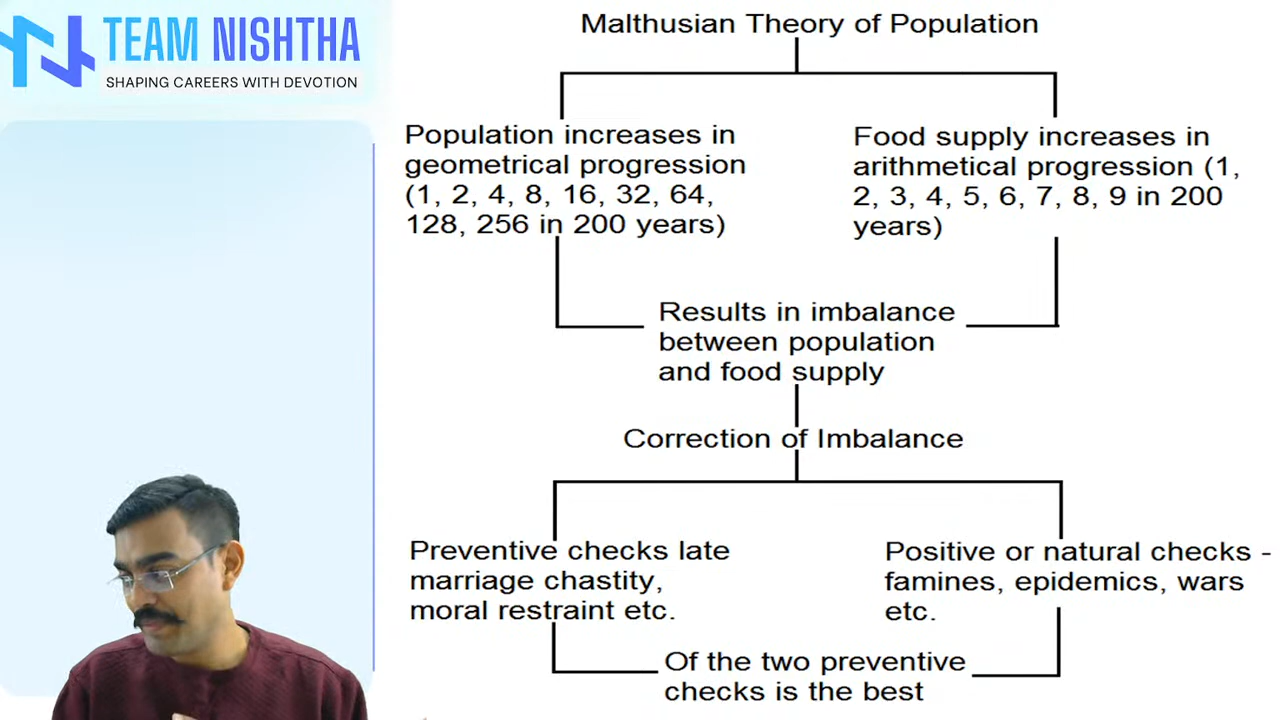 TEAM NISHTHA
SHAPING CAREERS WITH DEVOTION
Malthusian Theory of Population
Population increases in
geometrical progression
(1, 2, 4, 8, 16, 32, 64,
128, 256 in 200 years)
Food supply increases in
arithmetical progression (1,
2, 3, 4, 5, 6, 7, 8, 9 in 200
years)
Results in imbalance
between population
and food supply
Correction of Imbalance
Preventive checks late
marriage chastity,
moral restraint etc.
Positive or natural checks -
famines, epidemics, wars
etc.
Of the two preventive
checks is the best